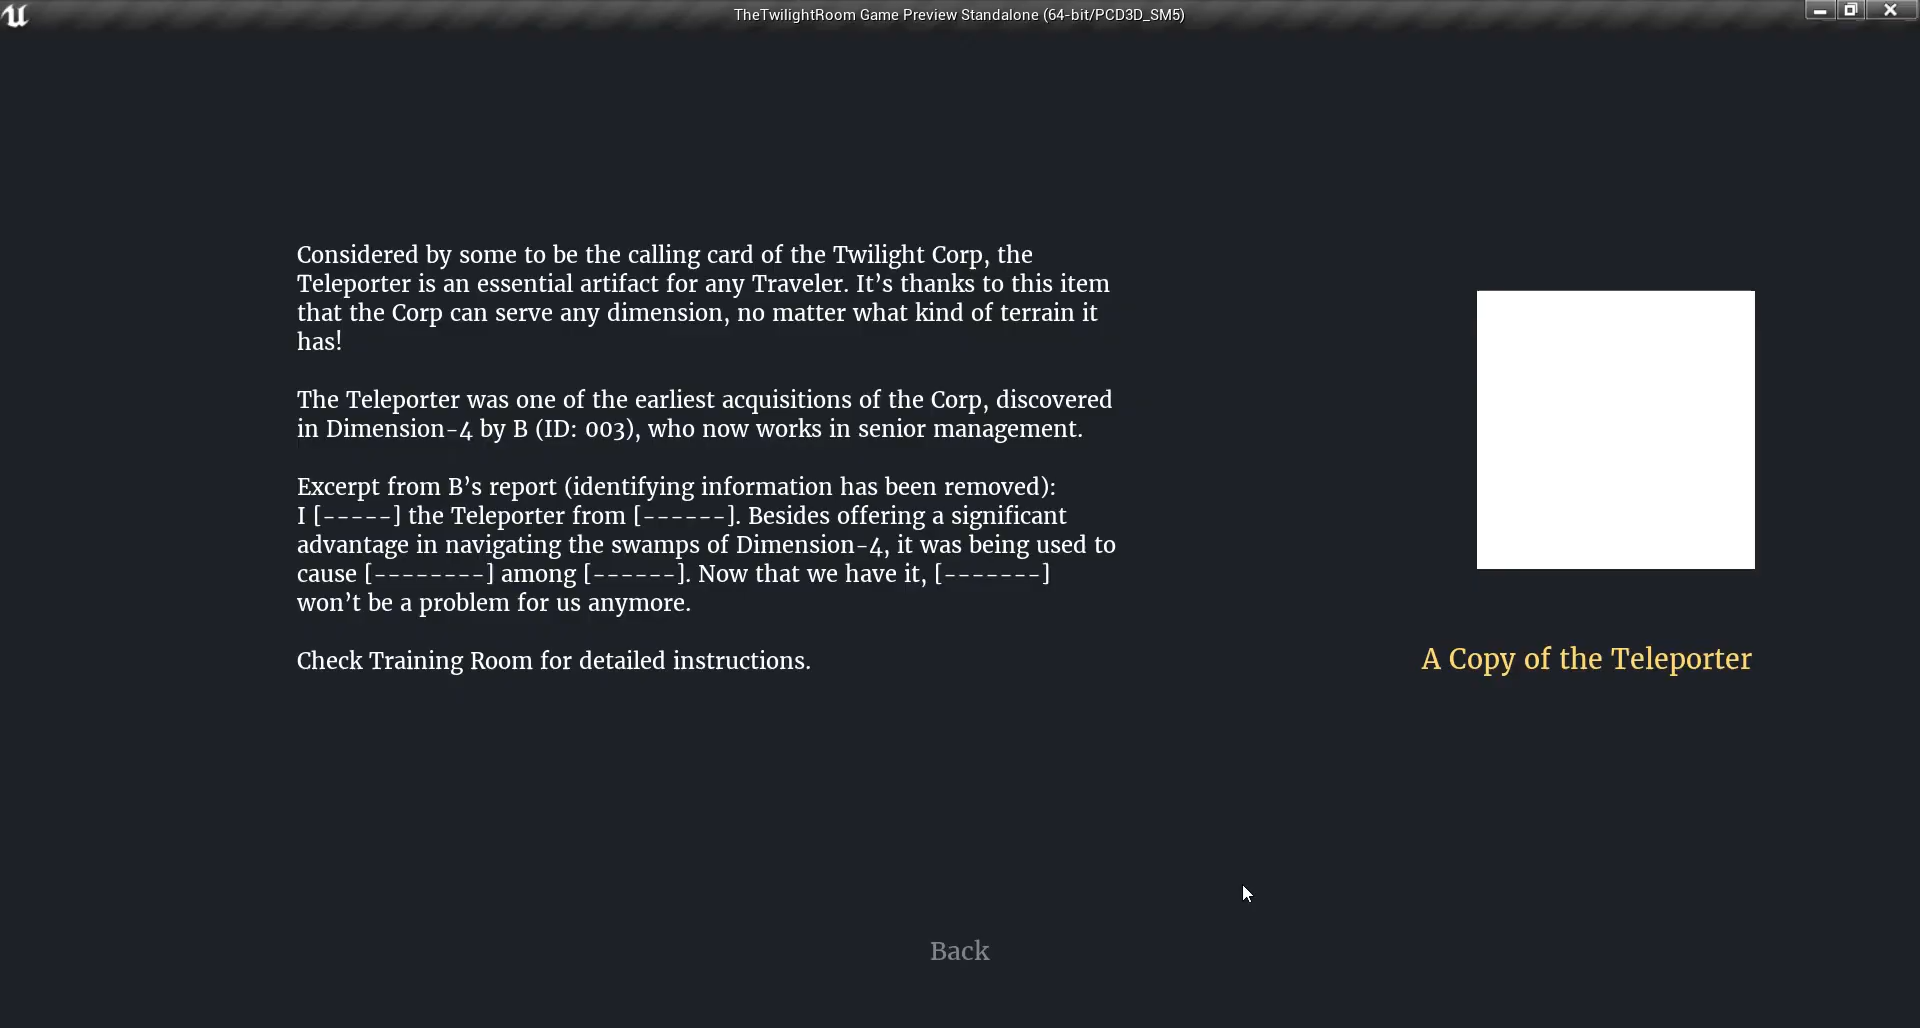 TheTwilightRoom Game Preview Standalone (64-bit/PCD3D_SM5)
Considered by some to be the calling card of the Twilight Corp, the
Teleporter is an essential artifact for any Traveler. It’s thanks to this item
that the Corp can serve any dimension, no matter what kind of terrain it
has!
The Teleporter was one of the earliest acquisitions of the Corp, discovered
in Dimension-4 by B (ID: 003), who now works in senior management.
Excerpt from B’s report (identifying information has been removed):
I [-----] the Teleporter from [------]. Besides offering a significant
advantage in navigating the swamps of Dimension-4, it was being used to
cause [--------] among [------]. Now that we have it, [-------]
won’t be a problem for us anymore.
Check Training Room for detailed instructions.
A Copy of the Teleporter
Back